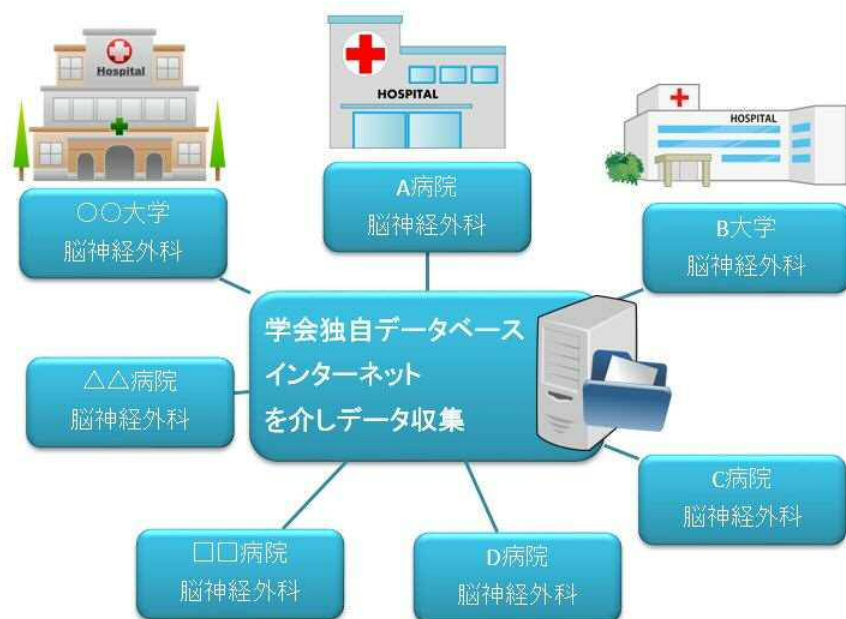 Hospital
HOSPITAL
HOSPITAL
○○大学
脳神経外科
A病院
脳神経外科
B大学
脳神経外科
学会独自データベース
インターネット
を介しデータ収集
△△病院
脳神経外科
C病院
脳神経外科
□□病院
脳神経外科
D病院
脳神経外科